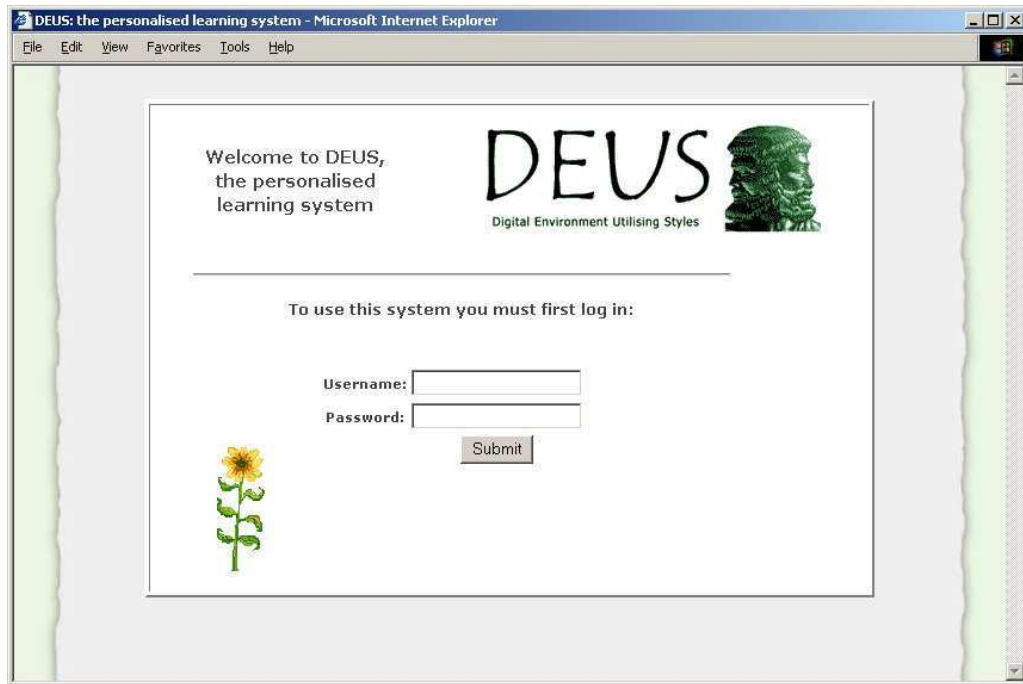 DEUS: the personalised learning system - Microsoft Internet Explorer
File Edit View Favorites Tools Help
Welcome to DEUS,
the personalised
learning system
DEUS
Digital Environment Utilising Styles
To use this system you must first log in:
Username:
Password:
Submit